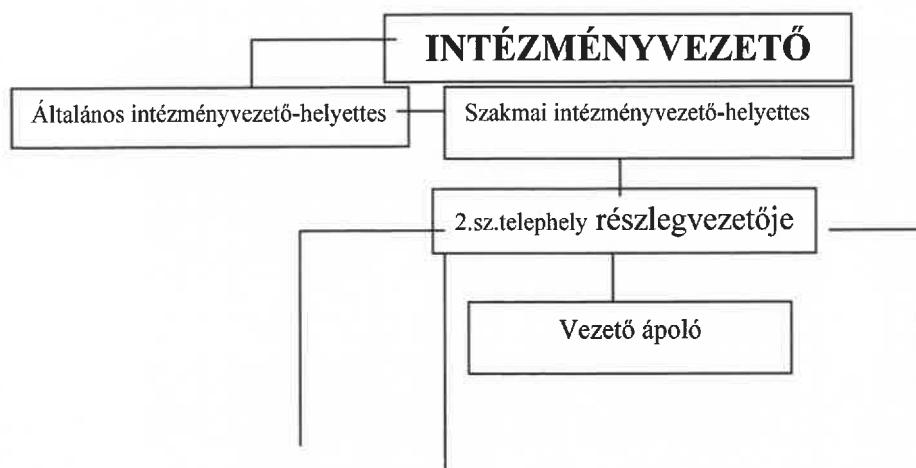 INTÉZMÉNYVEZETŐ
Általános intézményvezető-helyettes
Szakmai intézményvezető-helyettes
2.sz.telephely részlegvezetője
Vezető ápoló